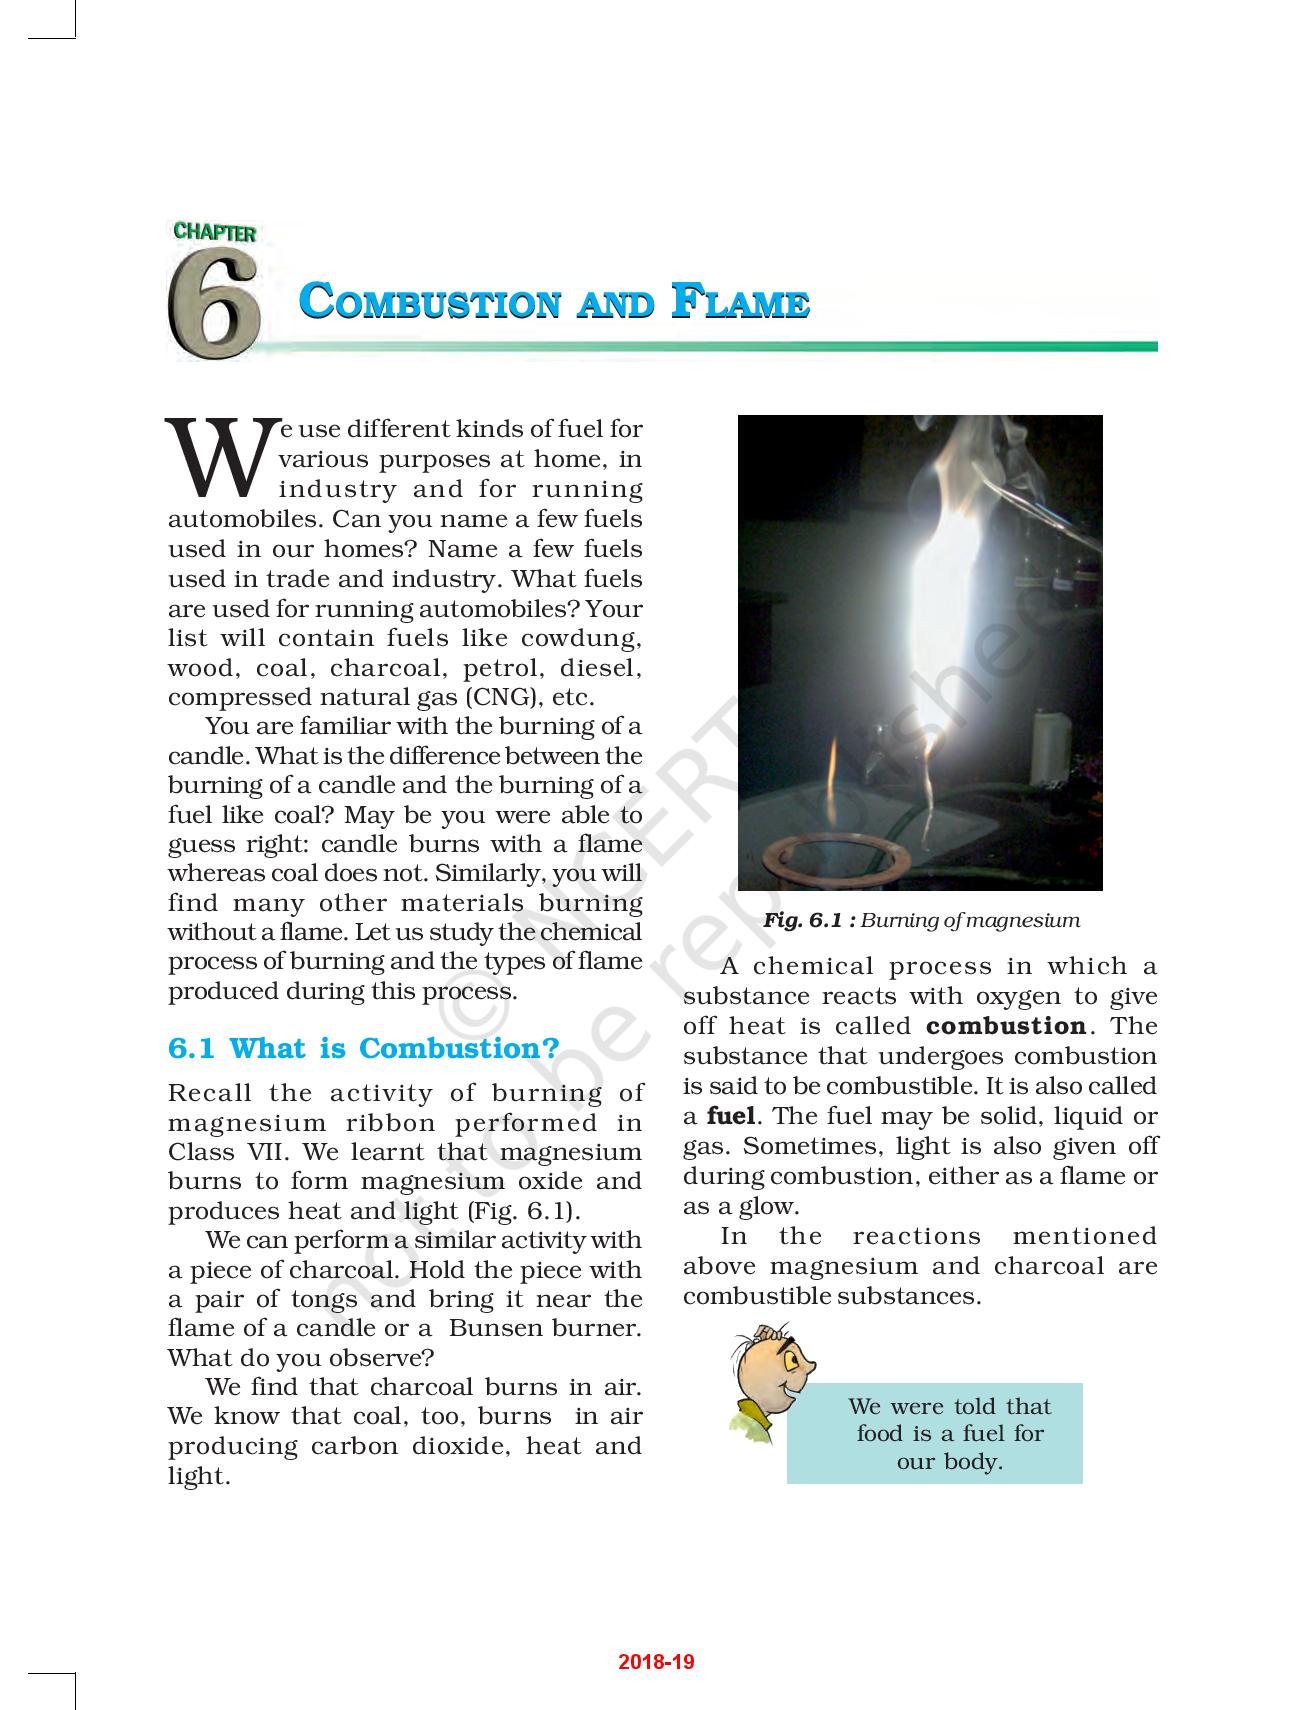 CHAPTER
6
COMBUSTION AND FLAME
We use different kinds of fuel for
various purposes at home, in
industry and for running
automobiles. Can you name a few fuels
used in our homes? Name a few fuels
used in trade and industry. What fuels
are used for running automobiles? Your
list will contain fuels like cowdung,
wood, coal, charcoal, petrol, diesel,
compressed natural gas (CNG), etc.
You are familiar with the burning of a
candle. What is the difference between the
burning of a candle and the burning of a
fuel like coal? May be you were able to
guess right: candle burns with a flame
whereas coal does not. Similarly, you will
find many other materials burning
without a flame. Let us study the chemical
process of burning and the types of flame
produced during this process.
6.1 What is Combustion?
Recall the activity of burning of
magnesium ribbon performed in
Class VII. We learnt that magnesium
burns to form magnesium oxide and
produces heat and light (Fig. 6.1).
We can perform a similar activity with
a piece of charcoal. Hold the piece with
a pair of tongs and bring it near the
flame of a candle or a Bunsen burner.
What do you observe?
We find that charcoal burns in air.
We know that coal, too, burns in air
producing carbon dioxide, heat and
light.
Fig. 6.1 : Burning of magnesium
A chemical process in which a
substance reacts with oxygen to give
off heat is called combustion. The
substance that undergoes combustion
is said to be combustible. It is also called
a fuel. The fuel may be solid, liquid or
gas. Sometimes, light is also given off
during combustion, either as a flame or
as a glow.
In the reactions mentioned
above magnesium and charcoal are
combustible substances.
We were told that
food is a fuel for
our body.
© NCERT
not to be republished
2018-19